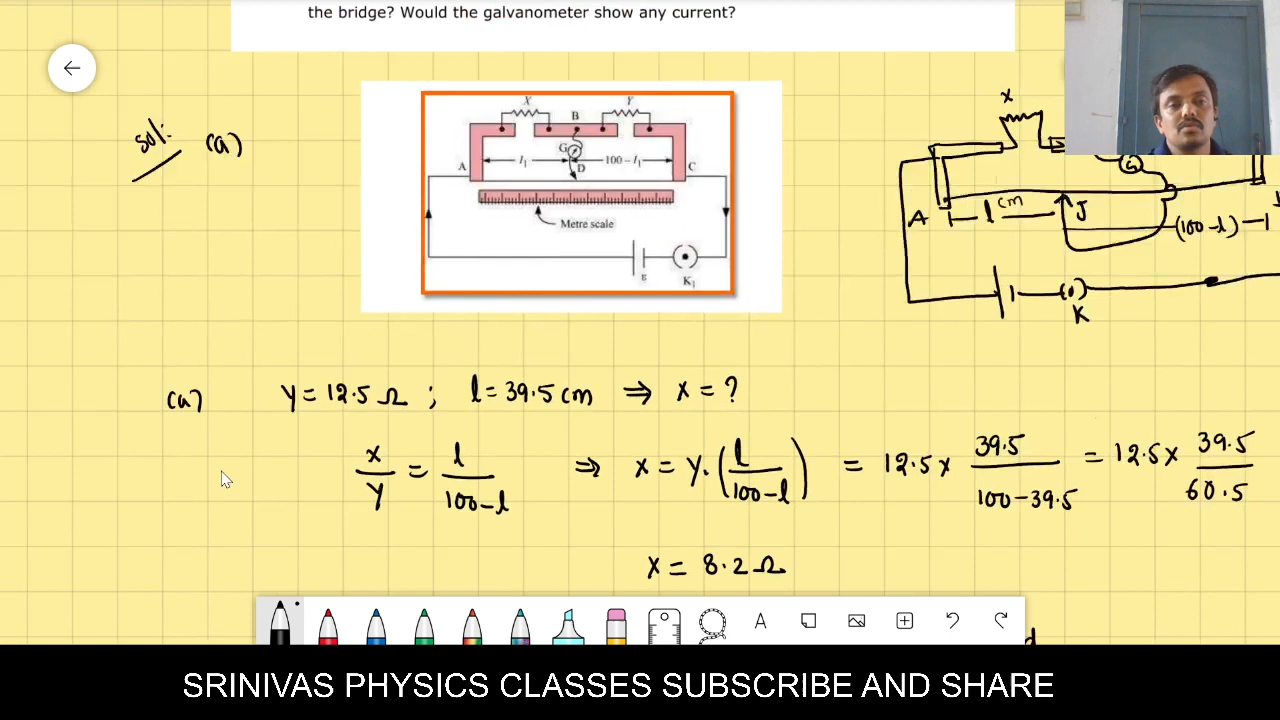 the bridge? Would the galvanometer show any current?
Sol: (a)
X Y
B
G
A l₁ D 100 – l₁ C
Metre scale
ε K₁
x
G
A l cm J (100-l)
K
(a) Y = 12.5 Ω ; l = 39.5 cm ⇒ X = ?
x/Y = l/100-l ⇒ x = Y. (l/100-l) = 12.5 x 39.5/100-39.5 = 12.5 x 39.5/60.5
x = 8.2 Ω
A
SRINIVAS PHYSICS CLASSES SUBSCRIBE AND SHARE